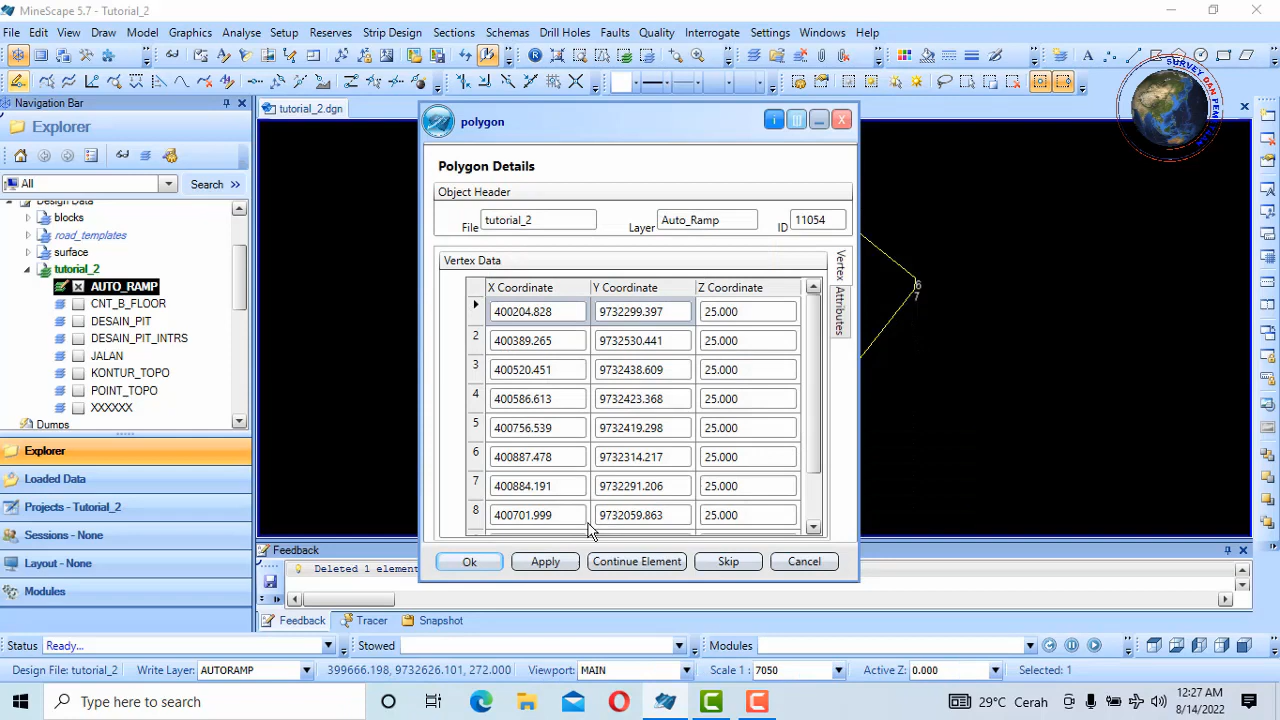 MineScape 5.7 - Tutorial_2
File Edit View Draw Model Graphics Analyse Setup Reserves Strip Design Sections Schemas Drill Holes Faults Quality Interrogate Settings Windows Help
Navigation Bar
tutorial_2.dgn
Explorer
All
Search »
Design Data
blocks
road_templates
surface
tutorial_2
AUTO_RAMP
CNT_B_FLOOR
DESAIN_PIT
DESAIN_PIT_INTRS
JALAN
KONTUR_TOPO
POINT_TOPO
XXXXXX
Dumps
Explorer
Loaded Data
Projects - Tutorial_2
Sessions - None
Layout - None
Modules
polygon
Polygon Details
Object Header
File tutorial_2 Layer Auto_Ramp ID 11054
Vertex Data
Vertex
Attributes
X Coordinate Y Coordinate Z Coordinate
400204.828 9732299.397 25.000
2 400389.265 9732530.441 25.000
3 400520.451 9732438.609 25.000
4 400586.613 9732423.368 25.000
5 400756.539 9732419.298 25.000
6 400887.478 9732314.217 25.000
7 400884.191 9732291.206 25.000
8 400701.999 9732059.863 25.000
Ok Apply Continue Element Skip Cancel
6
7
Feedback
Deleted 1 eleme
Feedback Tracer Snapshot
Status Ready... Stowed Modules
Design File: tutorial_2 Write Layer: AUTORAMP 399666.198, 9732626.101, 272.000 Viewport: MAIN Scale 1 : 7050 Active Z: 0.000 Selected: 1
Type here to search
29°C Cerah
12:27 AM
8/14/2022